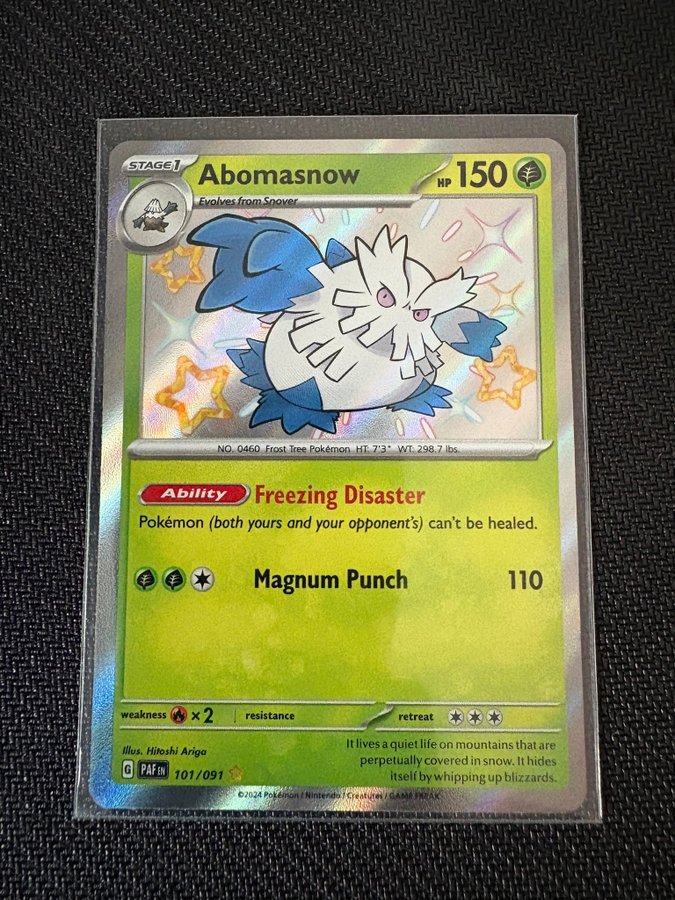 STAGE 1
Abomasnow
HP 150
Evolves from Snover
NO. 0460 Frost Tree Pokémon HT: 7'3" WT: 298.7 lbs.
Ability Freezing Disaster
Pokémon (both yours and your opponent's) can't be healed.
Magnum Punch 110
weakness ×2 resistance retreat
Illus. Hitoshi Ariga
It lives a quiet life on mountains that are
perpetually covered in snow. It hides
itself by whipping up blizzards.
G PAF EN 101/091
©2024 Pokémon / Nintendo / Creatures / GAME FREAK